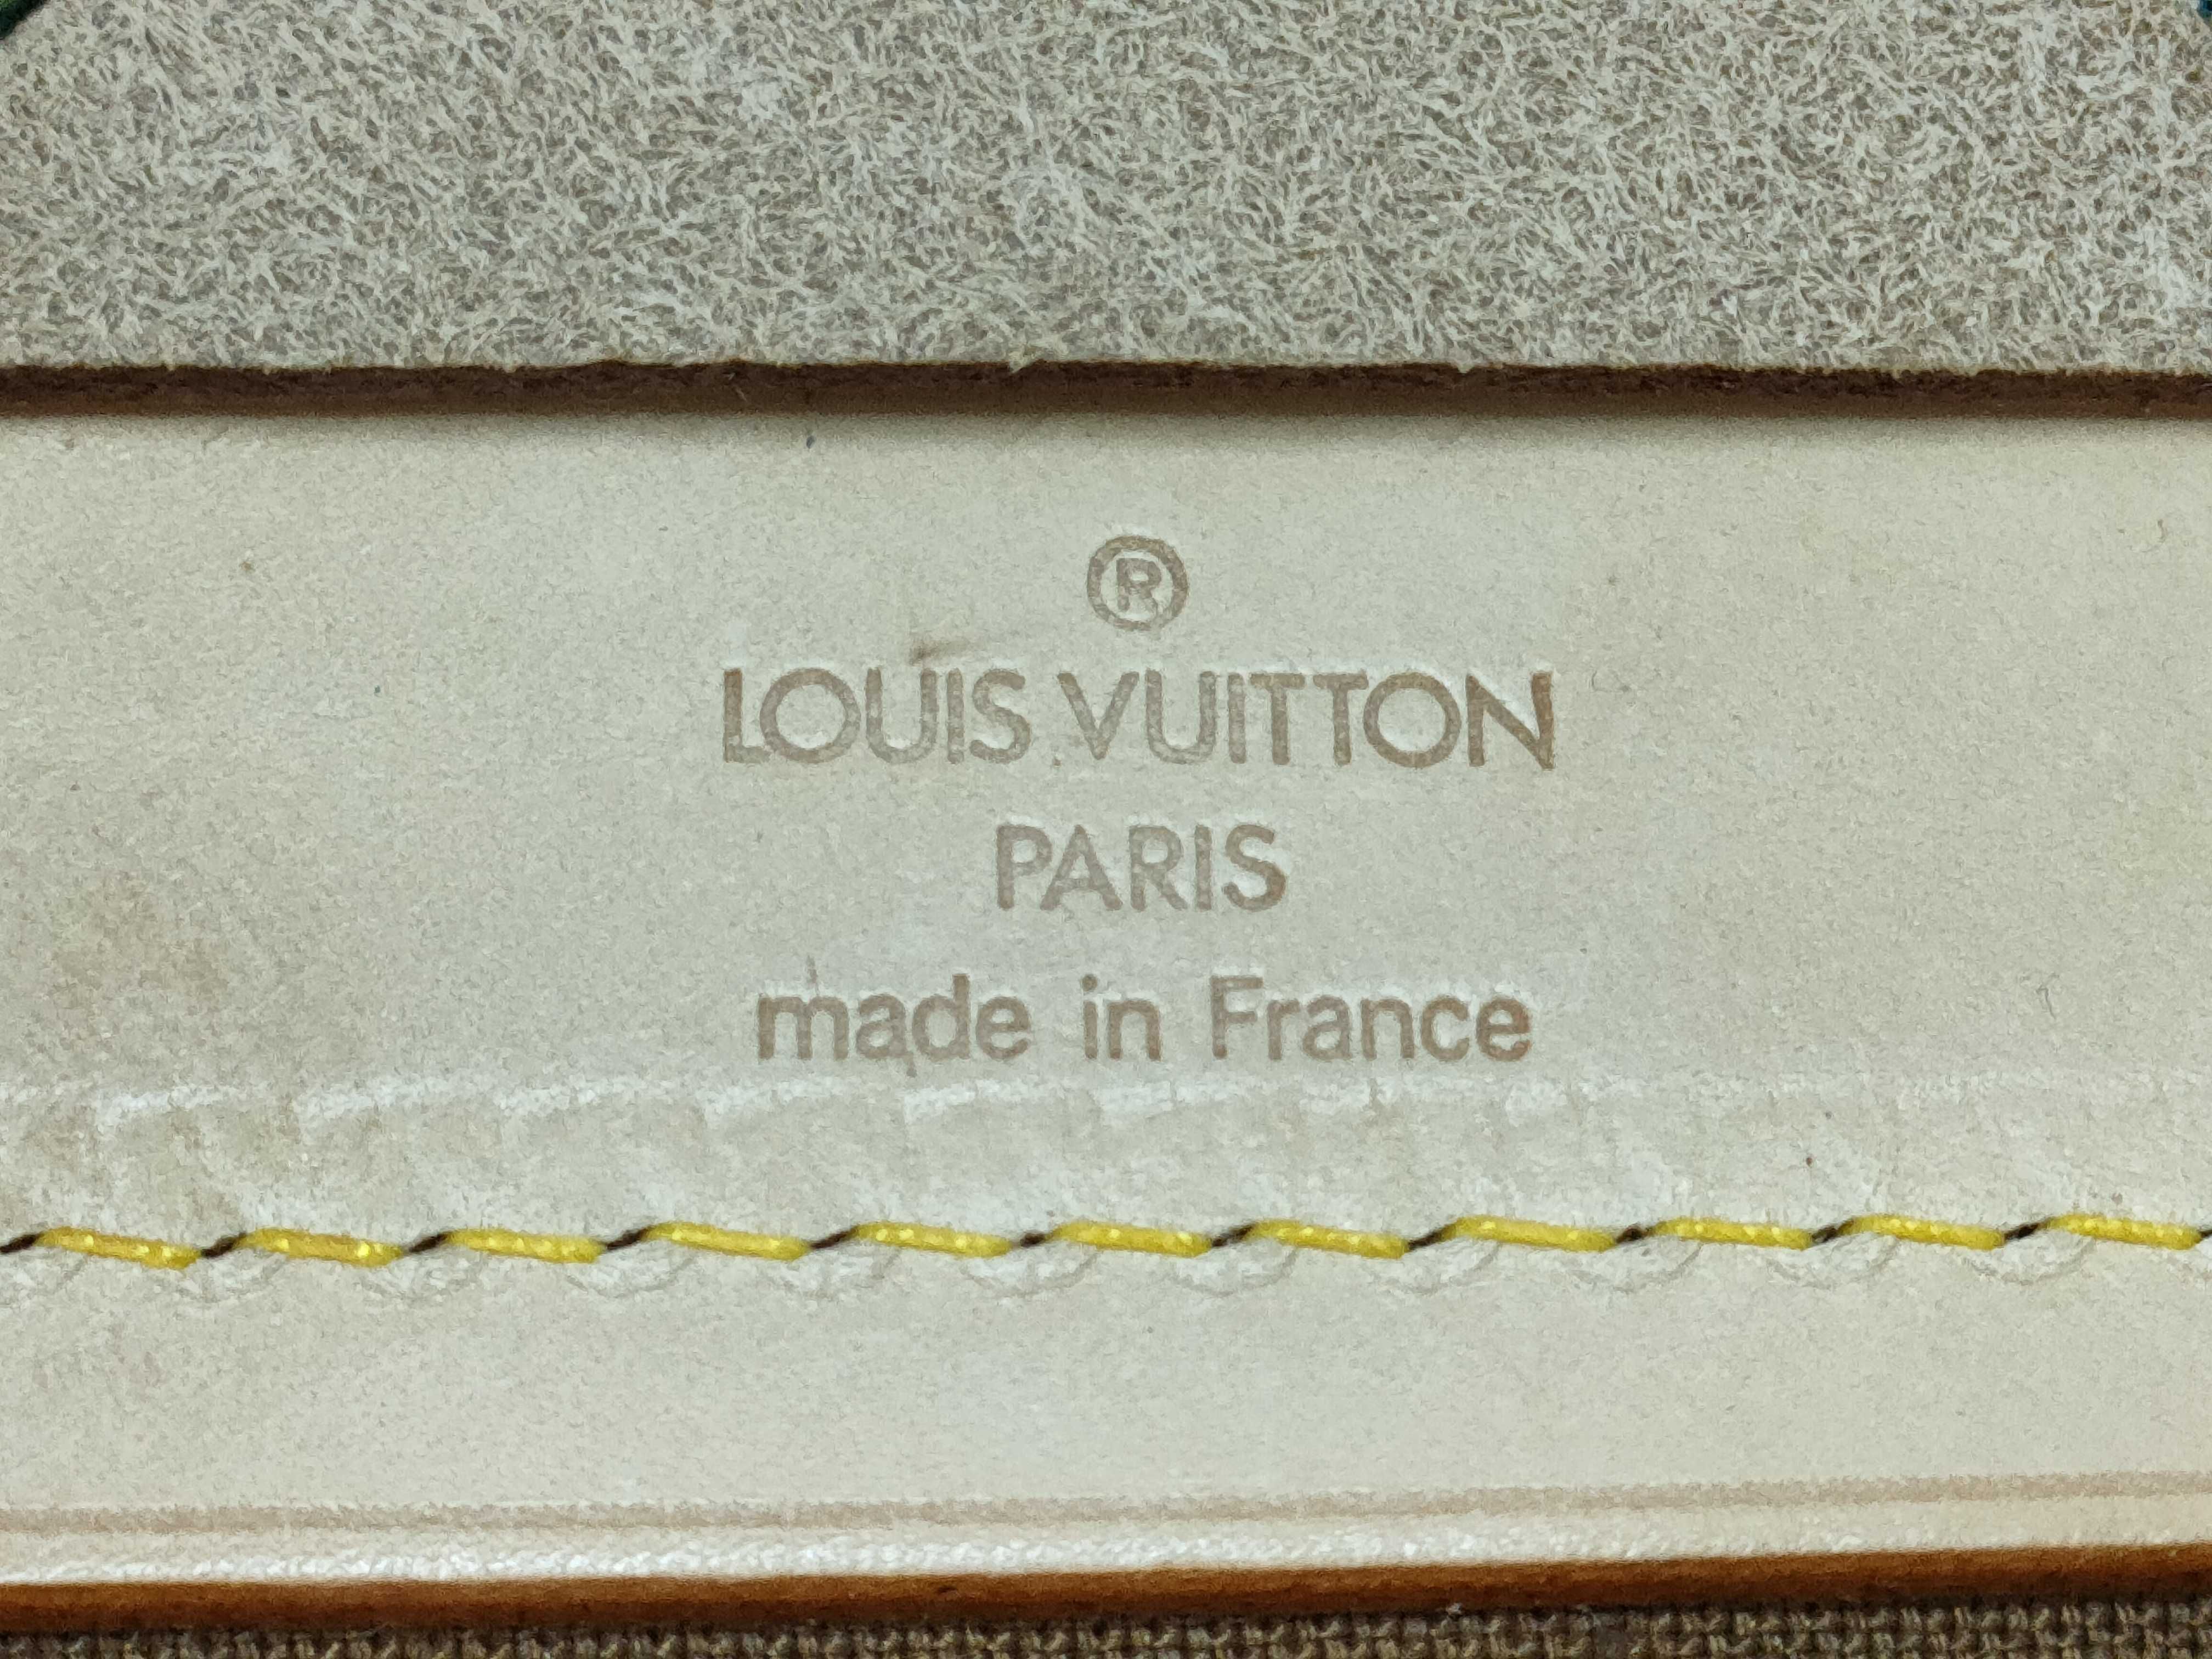 ®
LOUIS VUITTON
PARIS
made in France